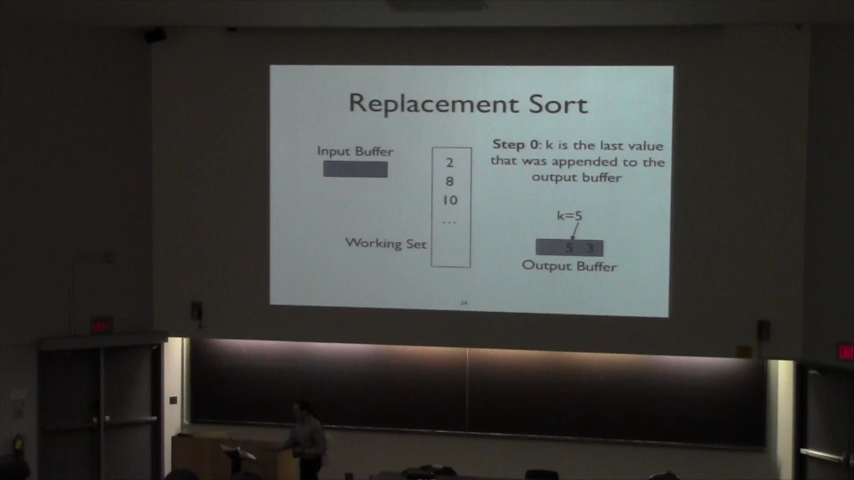 Replacement Sort
Input Buffer
2
8
10
...
Working Set
Step 0: k is the last value
that was appended to the
output buffer
k=5
5 3
Output Buffer